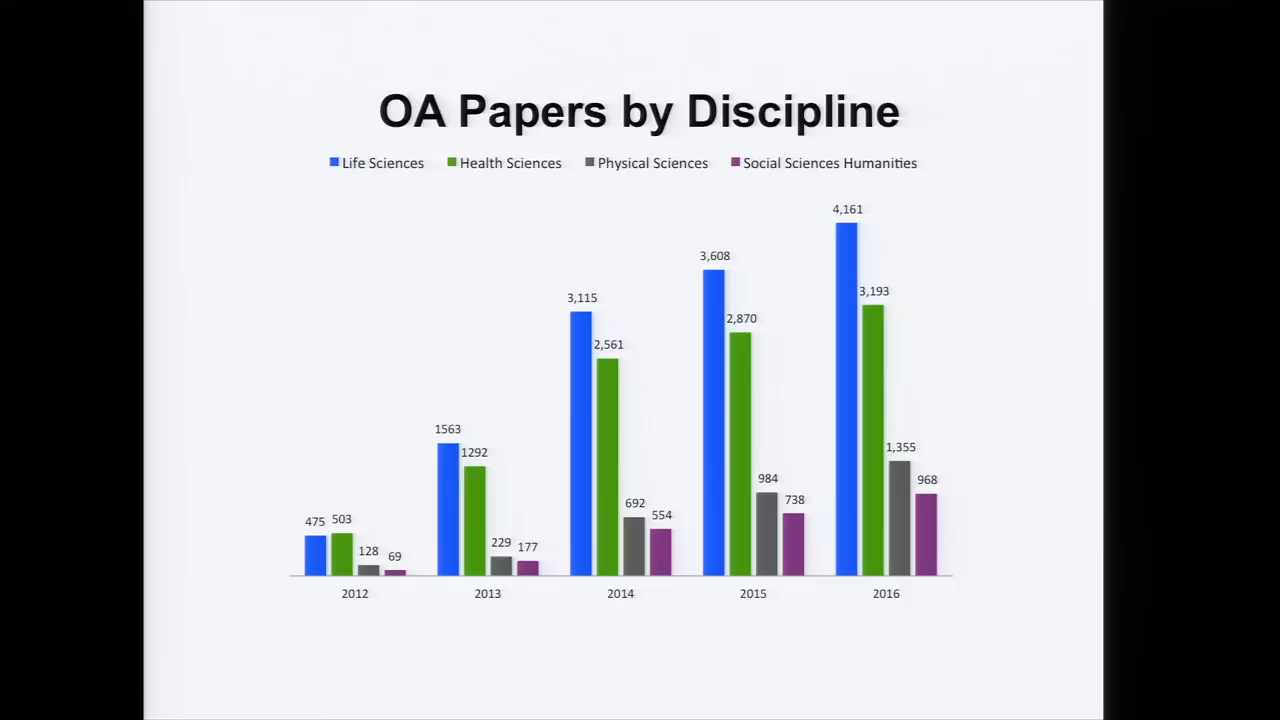 OA Papers by Discipline
Life Sciences Health Sciences Physical Sciences Social Sciences Humanities
475 503 128 69
1563 1292 229 177
3,115 2,561 692 554
3,608 2,870 984 738
4,161 3,193 1,355 968
2012 2013 2014 2015 2016